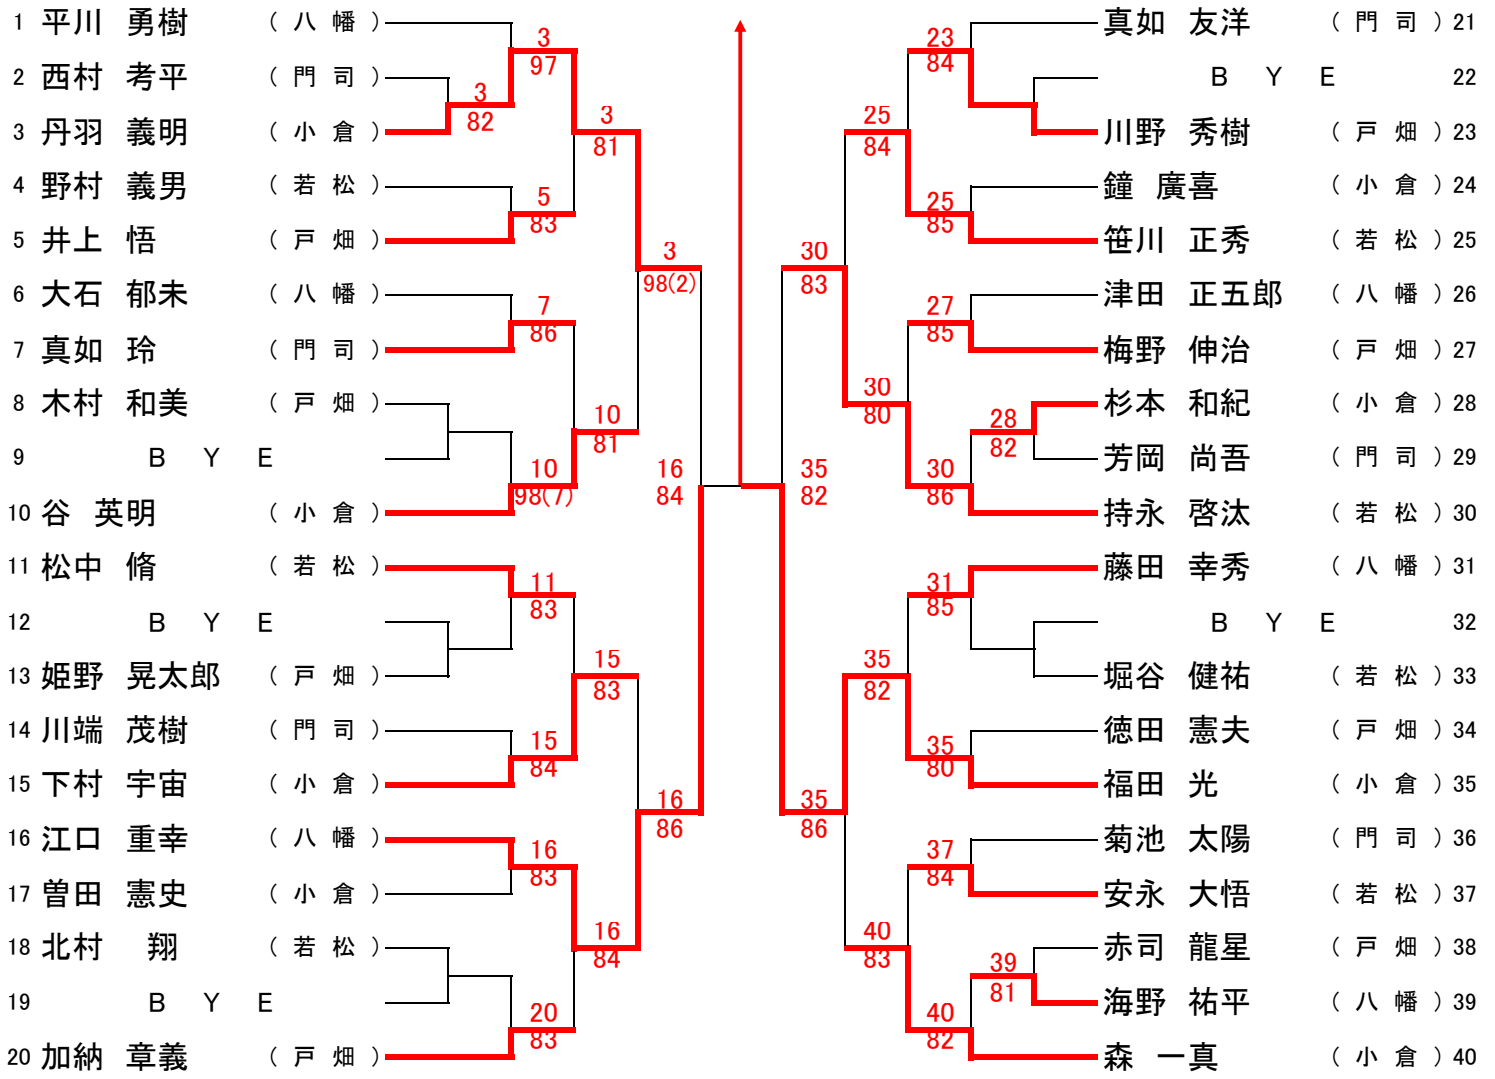 1 平川 勇樹 (八幡)
2 西村 考平 (門司)
3 丹羽 義明 (小倉)
4 野村 義男 (若松)
5 井上 悟 (戸畑)
6 大石 郁未 (八幡)
7 真如 玲 (門司)
8 木村 和美 (戸畑)
9 BYE
10 谷 英明 (小倉)
11 松中 脩 (若松)
12 BYE
13 姫野 晃太郎 (戸畑)
14 川端 茂樹 (門司)
15 下村 宇宙 (小倉)
16 江口 重幸 (八幡)
17 曽田 憲史 (小倉)
18 北村 翔 (若松)
19 BYE
20 加納 章義 (戸畑)
3
82
3
97
5
83
7
86
10
98(7)
11
83
15
84
16
83
20
83
3
81
10
81
15
83
16
84
3
98(2)
16
86
16
84
35
82
30
83
35
86
25
84
30
80
35
82
40
83
23
84
25
85
27
85
30
86
31
85
35
80
37
84
40
82
28
82
39
81
真如 友洋 (門司) 21
BYE 22
川野 秀樹 (戸畑) 23
鐘 廣喜 (小倉) 24
笹川 正秀 (若松) 25
津田 正五郎 (八幡) 26
梅野 伸治 (戸畑) 27
杉本 和紀 (小倉) 28
芳岡 尚吾 (門司) 29
持永 啓汰 (若松) 30
藤田 幸秀 (八幡) 31
BYE 32
堀谷 健祐 (若松) 33
徳田 憲夫 (戸畑) 34
福田 光 (小倉) 35
菊池 太陽 (門司) 36
安永 大悟 (若松) 37
赤司 龍星 (戸畑) 38
海野 祐平 (八幡) 39
森 一真 (小倉) 40